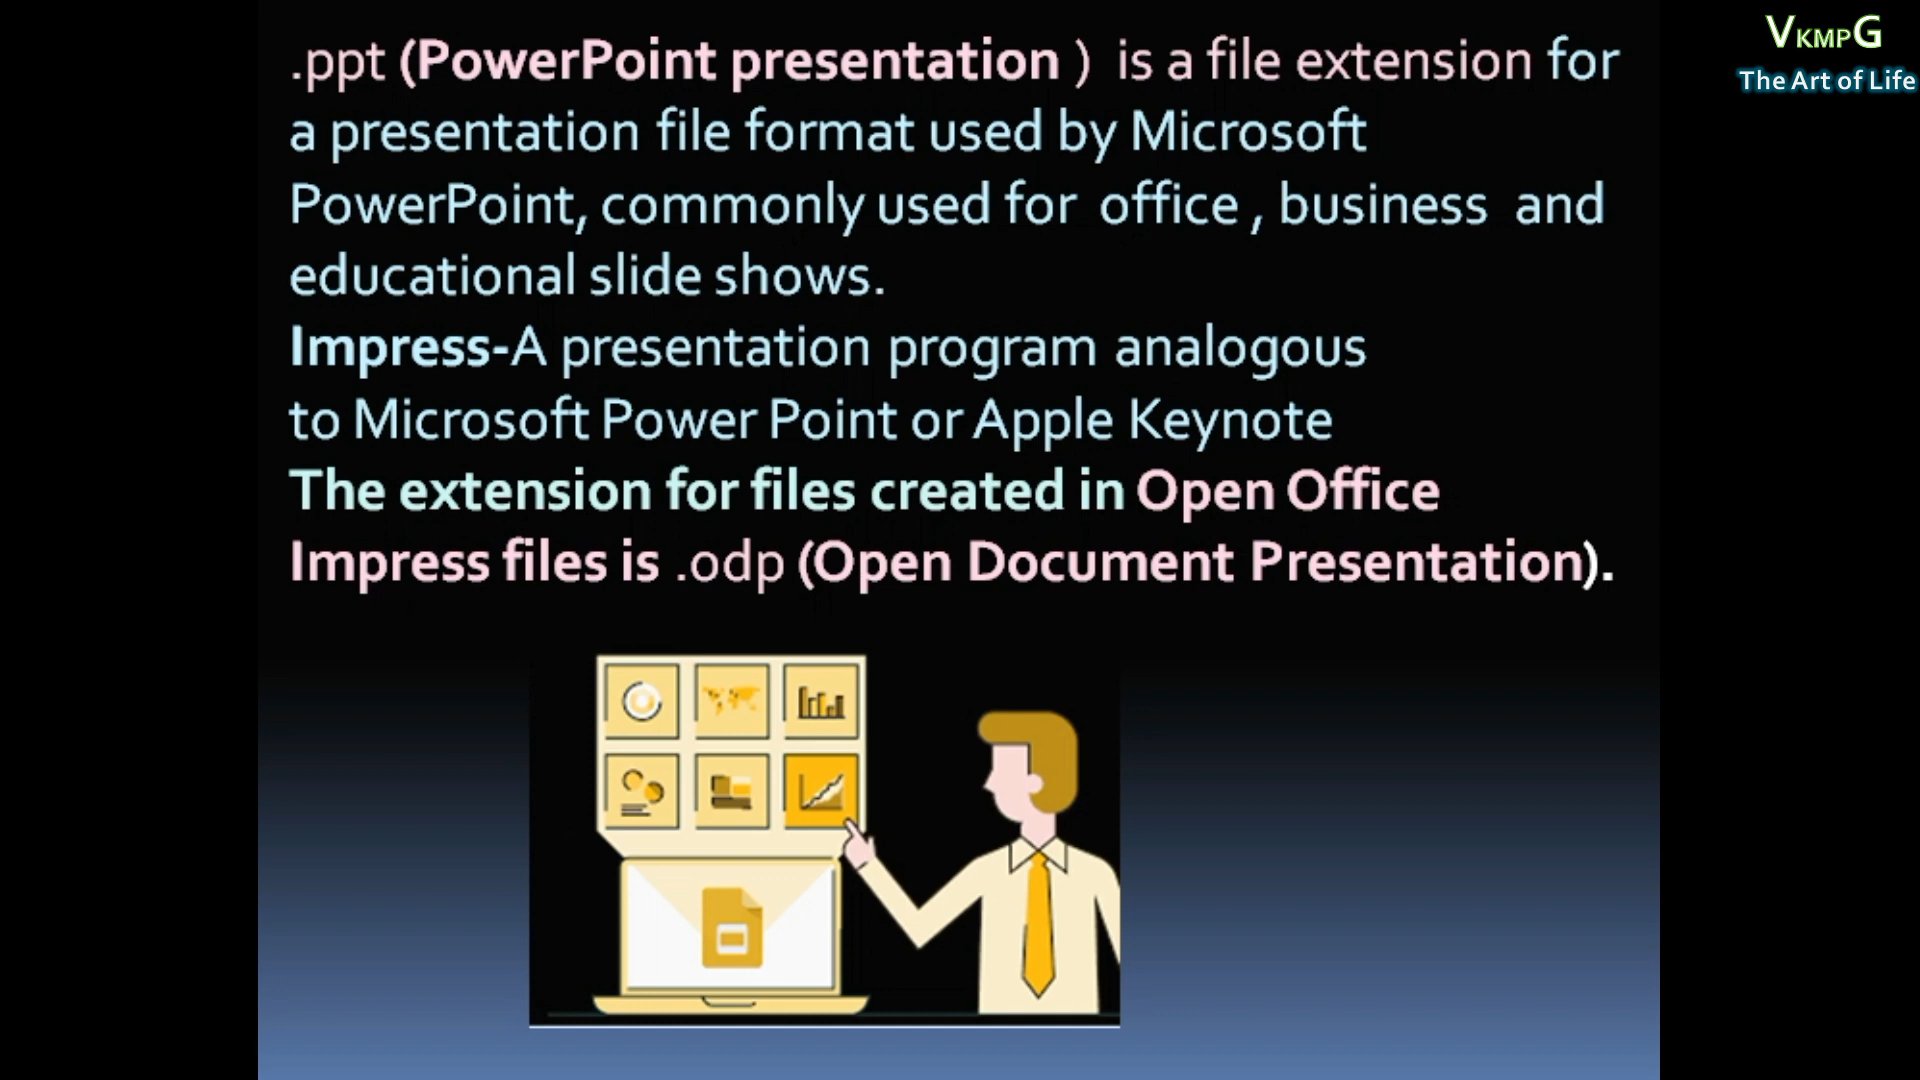 .ppt (PowerPoint presentation ) is a file extension for
a presentation file format used by Microsoft
PowerPoint, commonly used for office , business and
educational slide shows.
Impress-A presentation program analogous
to Microsoft Power Point or Apple Keynote
The extension for files created in Open Office
Impress files is .odp (Open Document Presentation).
VKMPG
The Art of Life